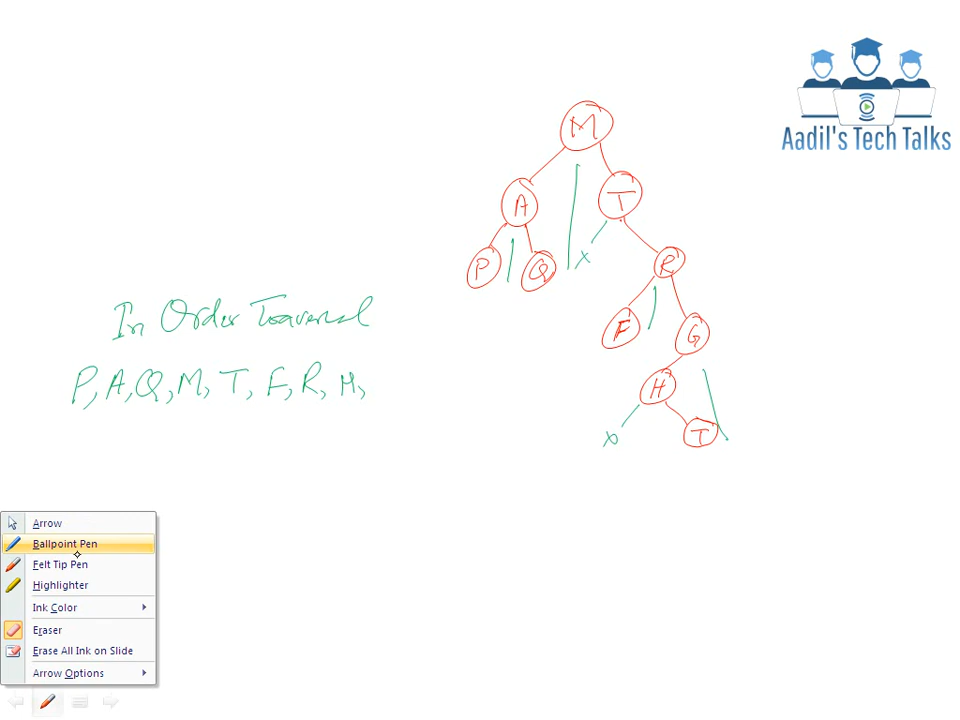 M
Aadil's Tech Talks
A
T
P
Q
x
R
In Order Traversal
F
G
P, A, Q, M, T, F, R, H,
H
x
T
Arrow
Ballpoint Pen
Felt Tip Pen
Highlighter
Ink Color
Eraser
Erase All Ink on Slide
Arrow Options